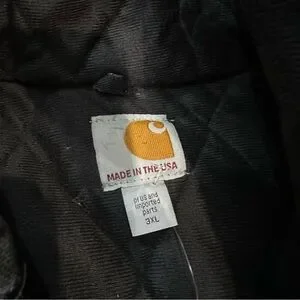 MADE IN THE USA
of US and
imported
parts
3XL